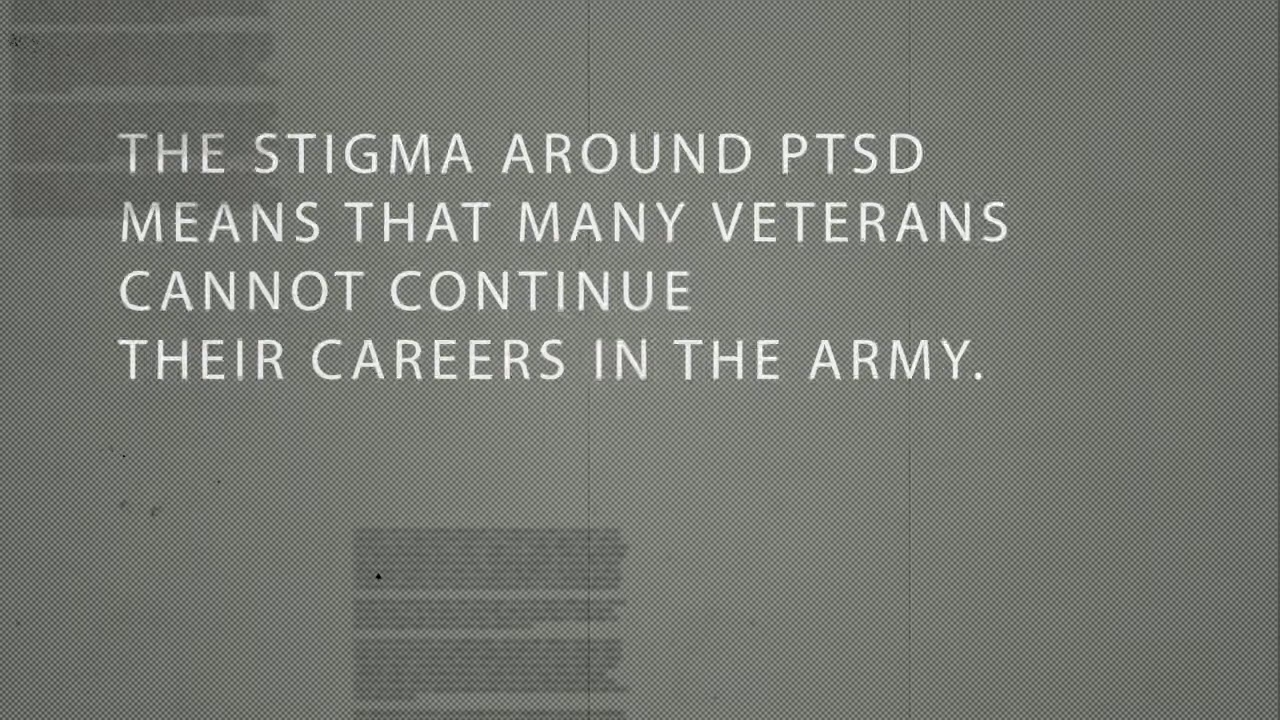 THE STIGMA AROUND PTSD
MEANS THAT MANY VETERANS
CANNOT CONTINUE
THEIR CAREERS IN THE ARMY.